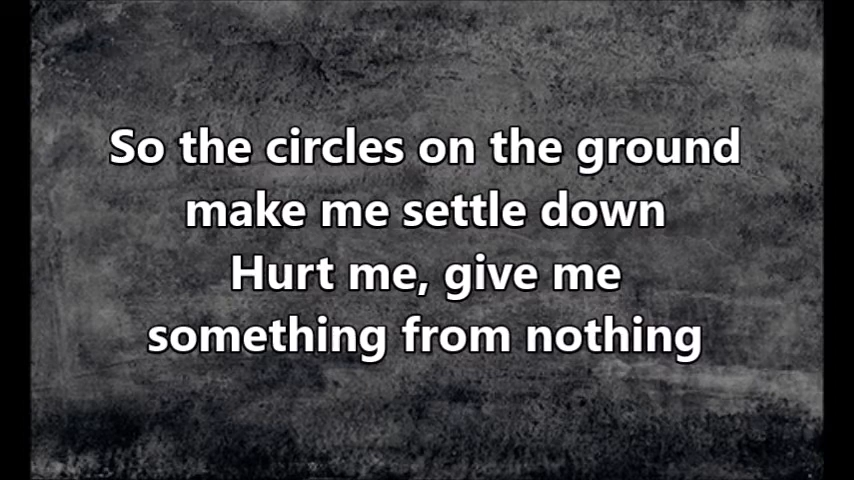 So the circles on the ground
make me settle down
Hurt me, give me
something from nothing